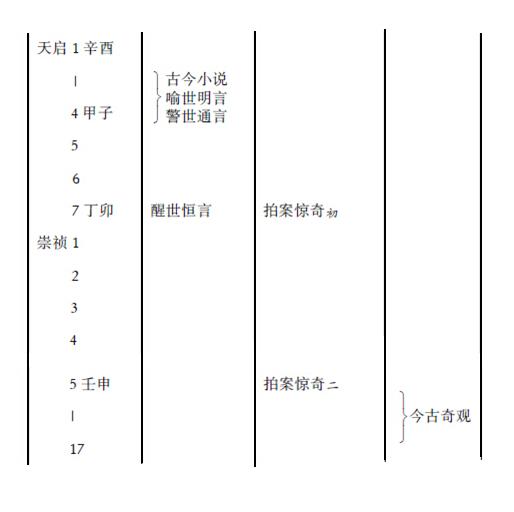 天启 1 辛酉
|
古今小说
喻世明言
4 甲子
警世通言
5
6
7 丁卯 醒世恒言 拍案惊奇初
崇祯 1
2
3
4
5 壬申 拍案惊奇二
|
今古奇观
17